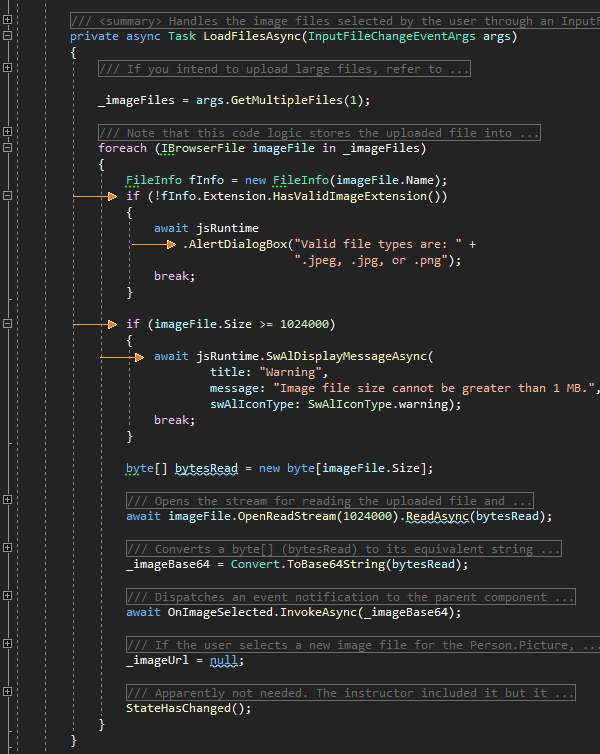 /// <summary> Handles the image files selected by the user through an InputF
private async Task LoadFilesAsync(InputFileChangeEventArgs args)
{
/// If you intend to upload large files, refer to ...
_imageFiles = args.GetMultipleFiles(1);
/// Note that this code logic stores the uploaded file into ...
foreach (IBrowserFile imageFile in _imageFiles)
{
FileInfo fInfo = new FileInfo(imageFile.Name);
if (!fInfo.Extension.HasValidImageExtension())
{
await jsRuntime
.AlertDialogBox("Valid file types are: " +
".jpeg, .jpg, or .png");
break;
}
if (imageFile.Size >= 1024000)
{
await jsRuntime.SwAlDisplayMessageAsync(
title: "Warning",
message: "Image file size cannot be greater than 1 MB.",
swAlIconType: SwAlIconType.warning);
break;
}
byte[] bytesRead = new byte[imageFile.Size];
/// Opens the stream for reading the uploaded file and ...
await imageFile.OpenReadStream(1024000).ReadAsync(bytesRead);
/// Converts a byte[] (bytesRead) to its equivalent string ...
_imageBase64 = Convert.ToBase64String(bytesRead);
/// Dispatches an event notification to the parent component ...
await OnImageSelected.InvokeAsync(_imageBase64);
/// If the user selects a new image file for the Person.Picture, ...
_imageUrl = null;
/// Apparently not needed. The instructor included it but it ...
StateHasChanged();
}
}